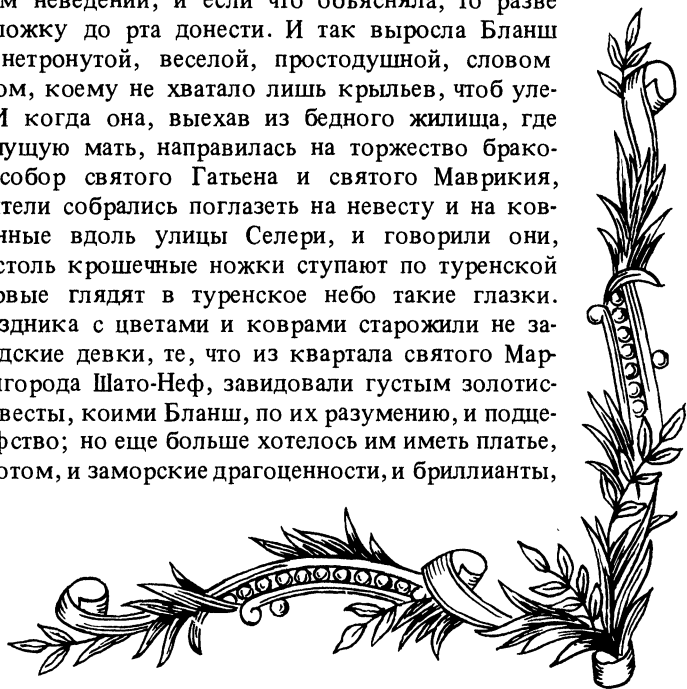 м неведении, и если что объясняла, то разве
ложку до рта донести. И так выросла Бланш
нетронутой, веселой, простодушной, словом
ом, коему не хватало лишь крыльев, чтоб уле-
И когда она, выехав из бедного жилища, где
чущую мать, направилась на торжество брако-
собор святого Гатьена и святого Маврикия,
тели собрались поглазеть на невесту и на ков-
нные вдоль улицы Селери, и говорили они,
столь крошечные ножки ступают по туренской
рвые глядят в туренское небо такие глазки.
здника с цветами и коврами старожили не за-
дские девки, те, что из квартала святого Мар-
города Шато-Неф, завидовали густым золотис-
весты, коими Бланш, по их разумению, и подце-
фство; но еще больше хотелось им иметь платье,
отом, и заморские драгоценности, и бриллианты,